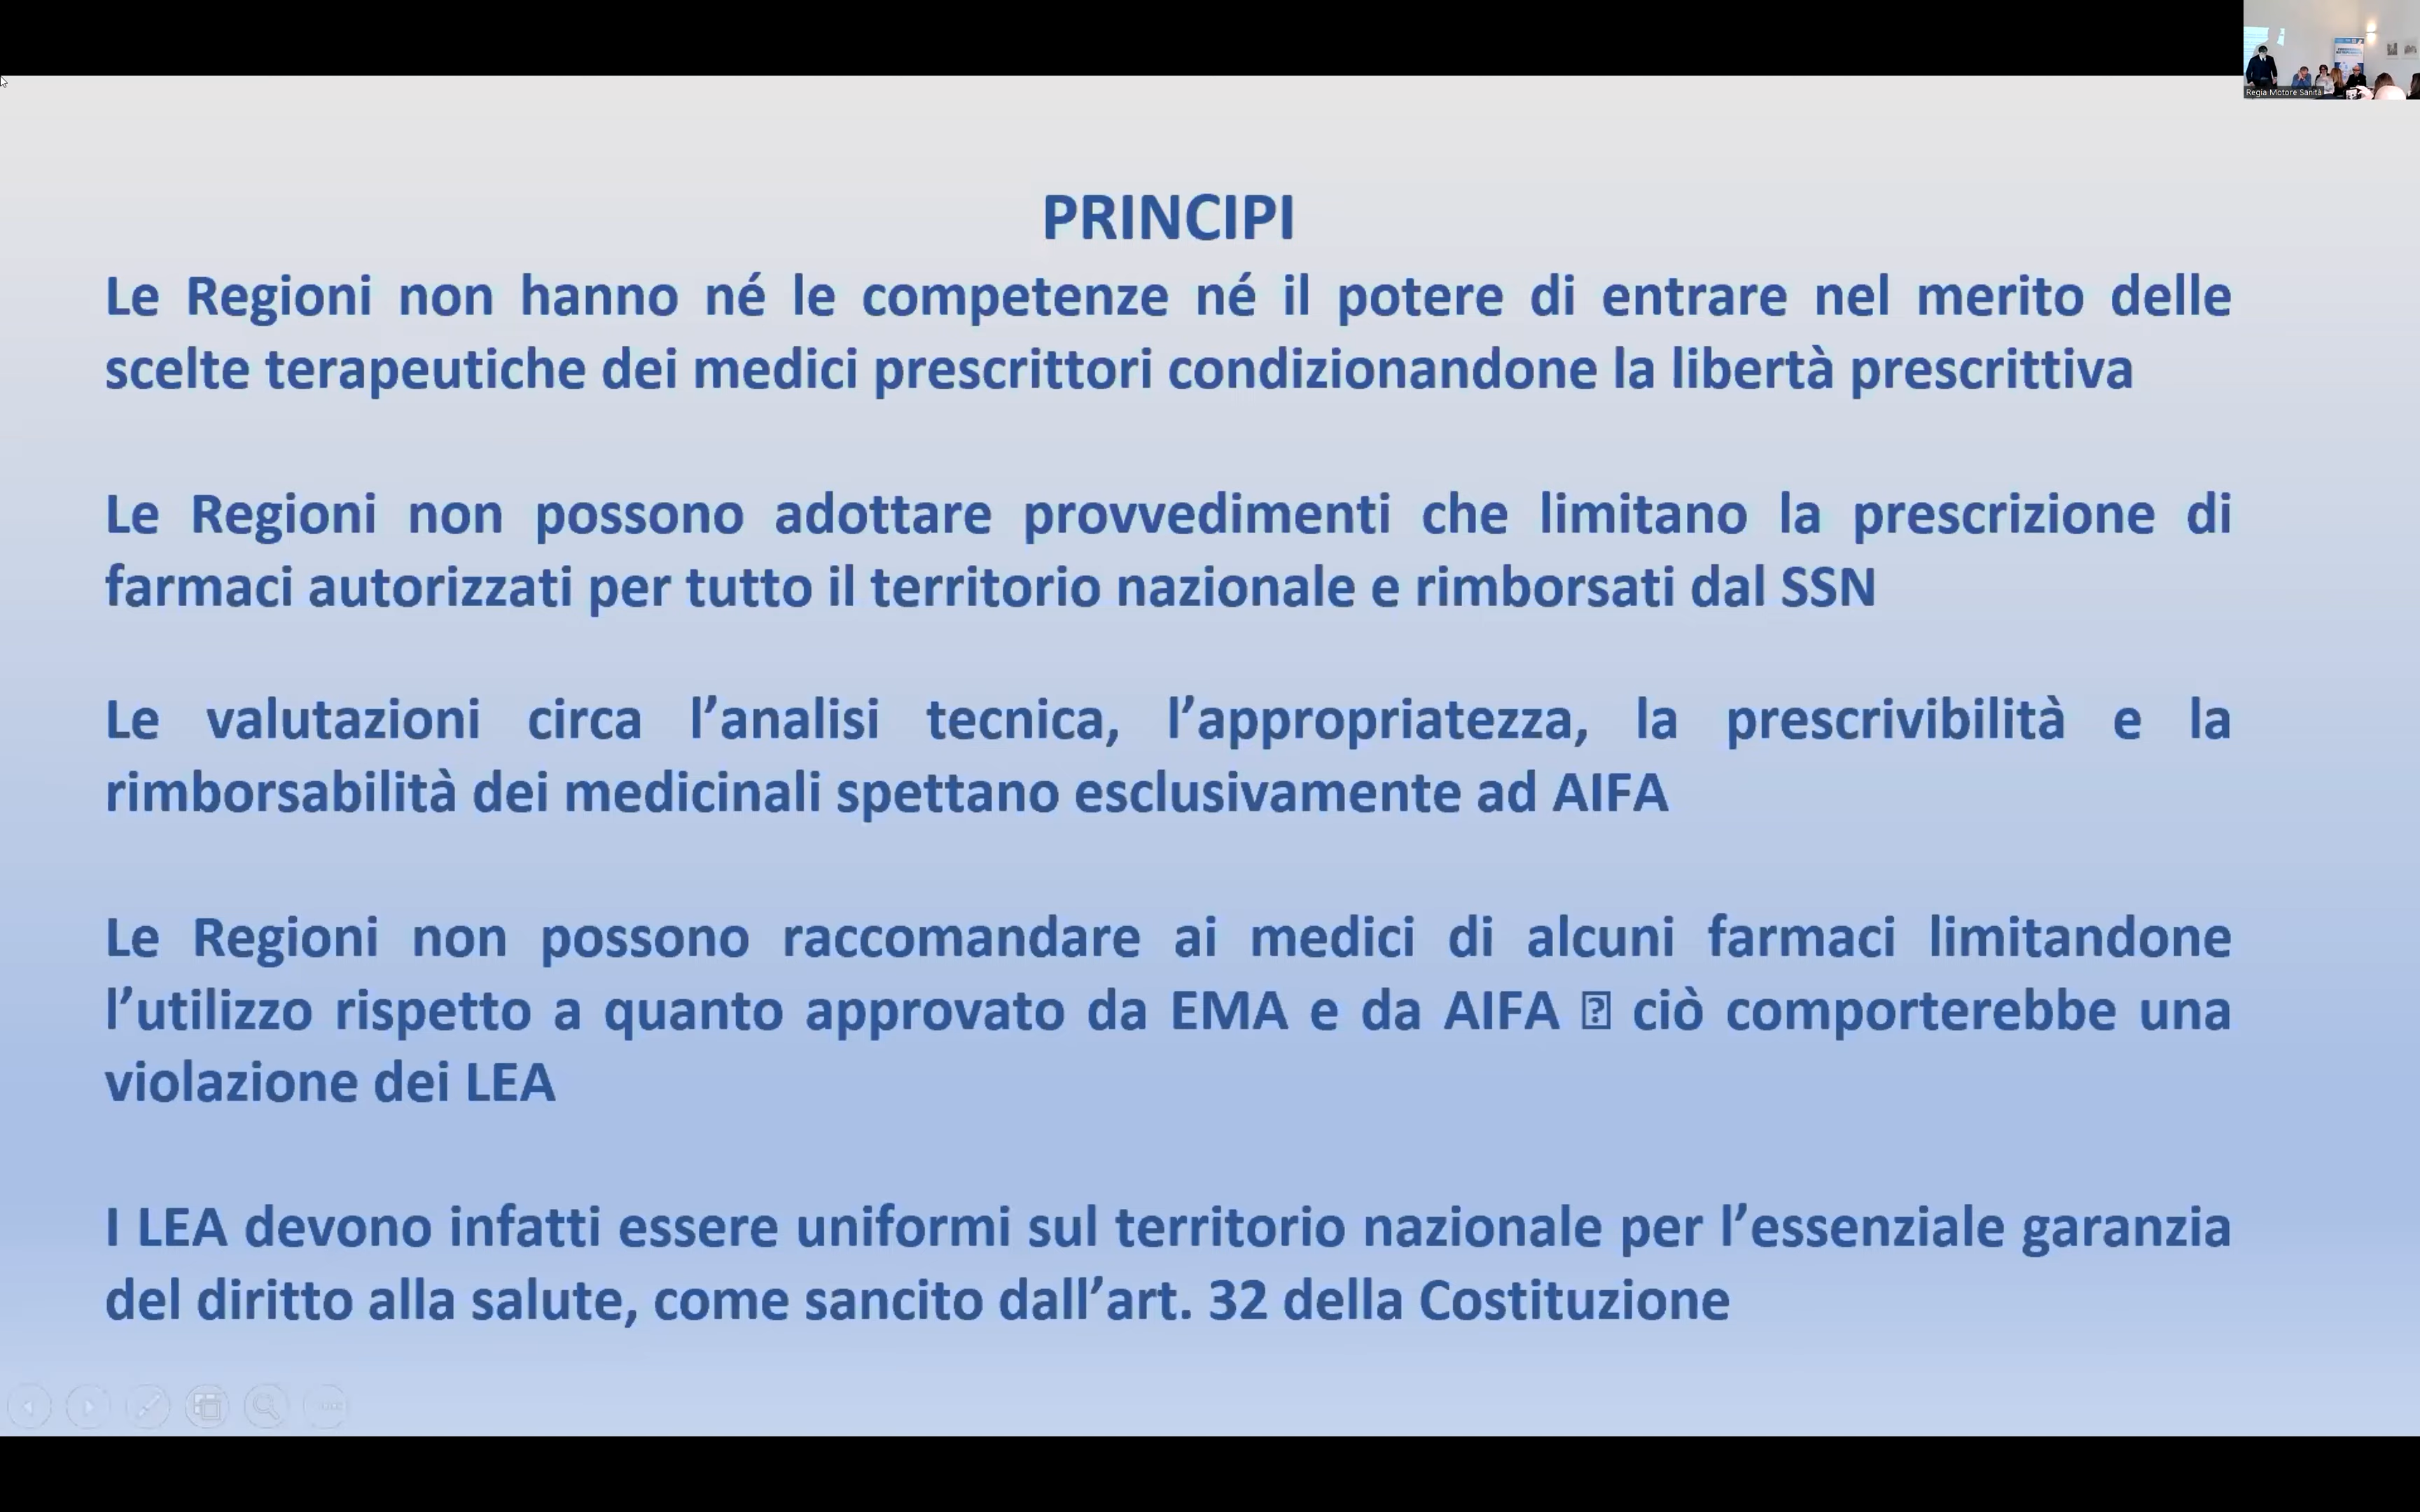 Regia Motore Sanità
PRINCIPI
Le Regioni non hanno né le competenze né il potere di entrare nel merito delle
scelte terapeutiche dei medici prescrittori condizionandone la libertà prescrittiva
Le Regioni non possono adottare provvedimenti che limitano la prescrizione di
farmaci autorizzati per tutto il territorio nazionale e rimborsati dal SSN
Le valutazioni circa l’analisi tecnica, l’appropriatezza, la prescrivibilità e la
rimborsabilità dei medicinali spettano esclusivamente ad AIFA
Le Regioni non possono raccomandare ai medici di alcuni farmaci limitandone
l’utilizzo rispetto a quanto approvato da EMA e da AIFA ⍰ ciò comporterebbe una
violazione dei LEA
I LEA devono infatti essere uniformi sul territorio nazionale per l’essenziale garanzia
del diritto alla salute, come sancito dall’art. 32 della Costituzione